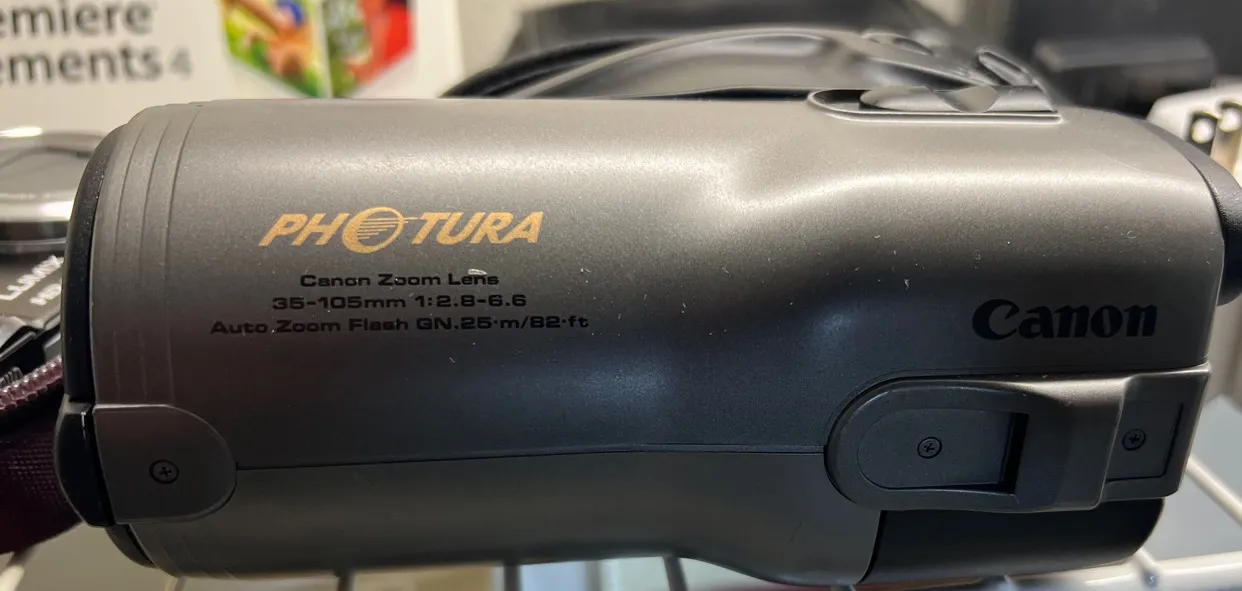 emiere
ements 4
PHOTURA
Canon Zoom Lens
35-105mm 1:2.8-6.6
Auto Zoom Flash GN.25·m/82·ft
Canon
LUMIX